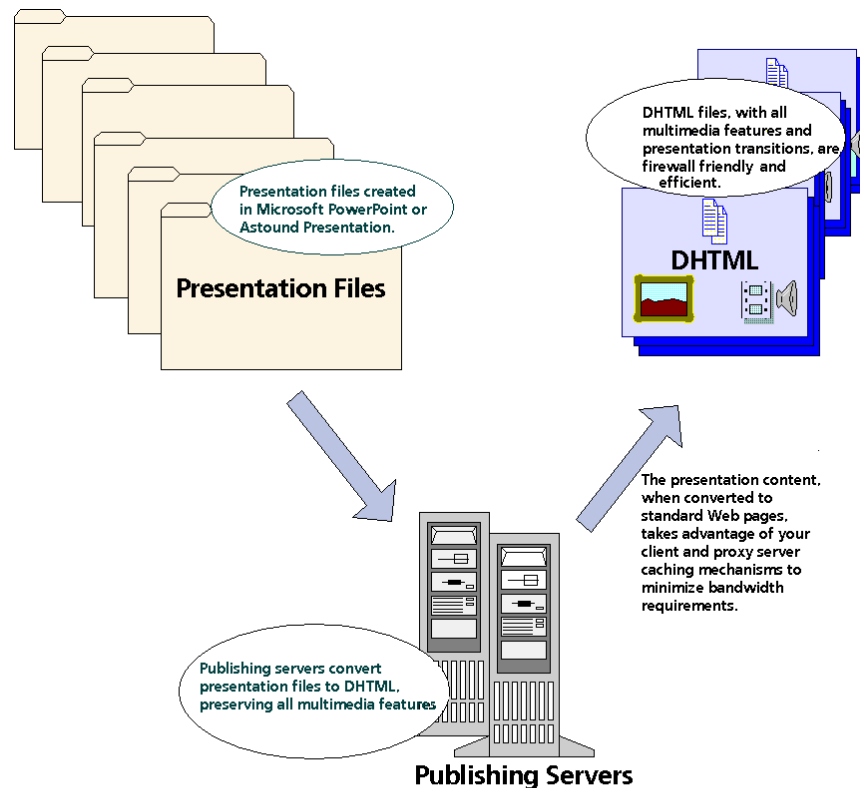 Presentation files created
in Microsoft PowerPoint or
Astound Presentation.
Presentation Files
DHTML files, with all
multimedia features and
presentation transitions, are
firewall friendly and
efficient.
DHTML
The presentation content,
when converted to
standard Web pages,
takes advantage of your
client and proxy server
caching mechanisms to
minimize bandwidth
requirements.
Publishing servers convert
presentation files to DHTML,
preserving all multimedia features
Publishing Servers